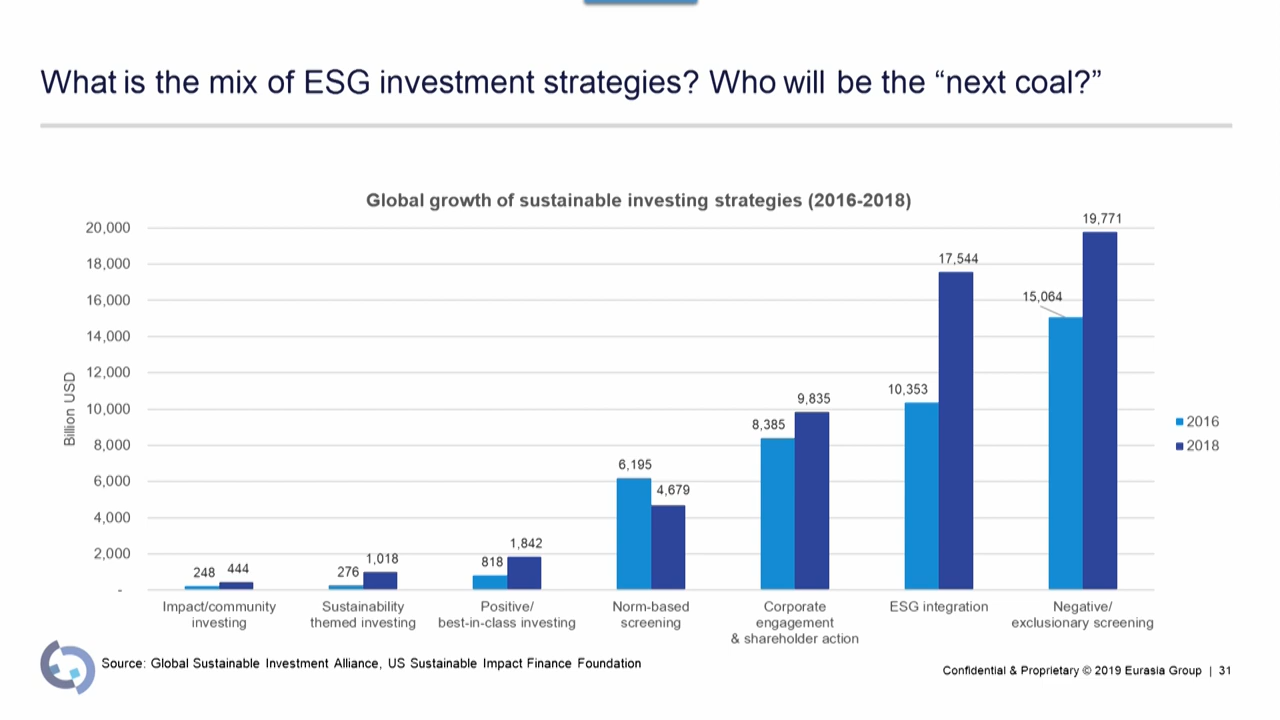 What is the mix of ESG investment strategies? Who will be the “next coal?”
Global growth of sustainable investing strategies (2016-2018)
20,000
18,000
16,000
14,000
12,000
10,000
8,000
6,000
4,000
2,000
-
Billion USD
248
444
276
1,018
818
1,842
6,195
4,679
8,385
9,835
10,353
17,544
15,064
19,771
2016
2018
Impact/community
investing
Sustainability
themed investing
Positive/
best-in-class investing
Norm-based
screening
Corporate
engagement
& shareholder action
ESG integration
Negative/
exclusionary screening
Source: Global Sustainable Investment Alliance, US Sustainable Impact Finance Foundation
Confidential & Proprietary © 2019 Eurasia Group | 31